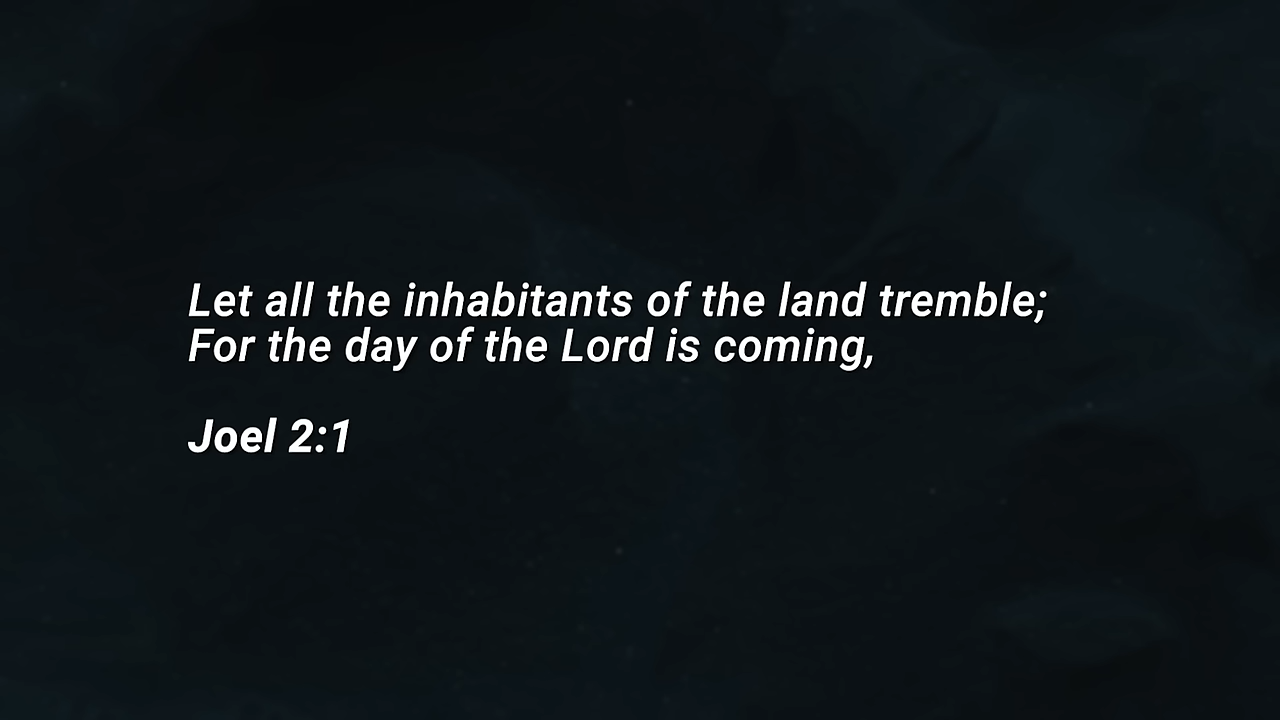 Let all the inhabitants of the land tremble;
For the day of the Lord is coming,
Joel 2:1